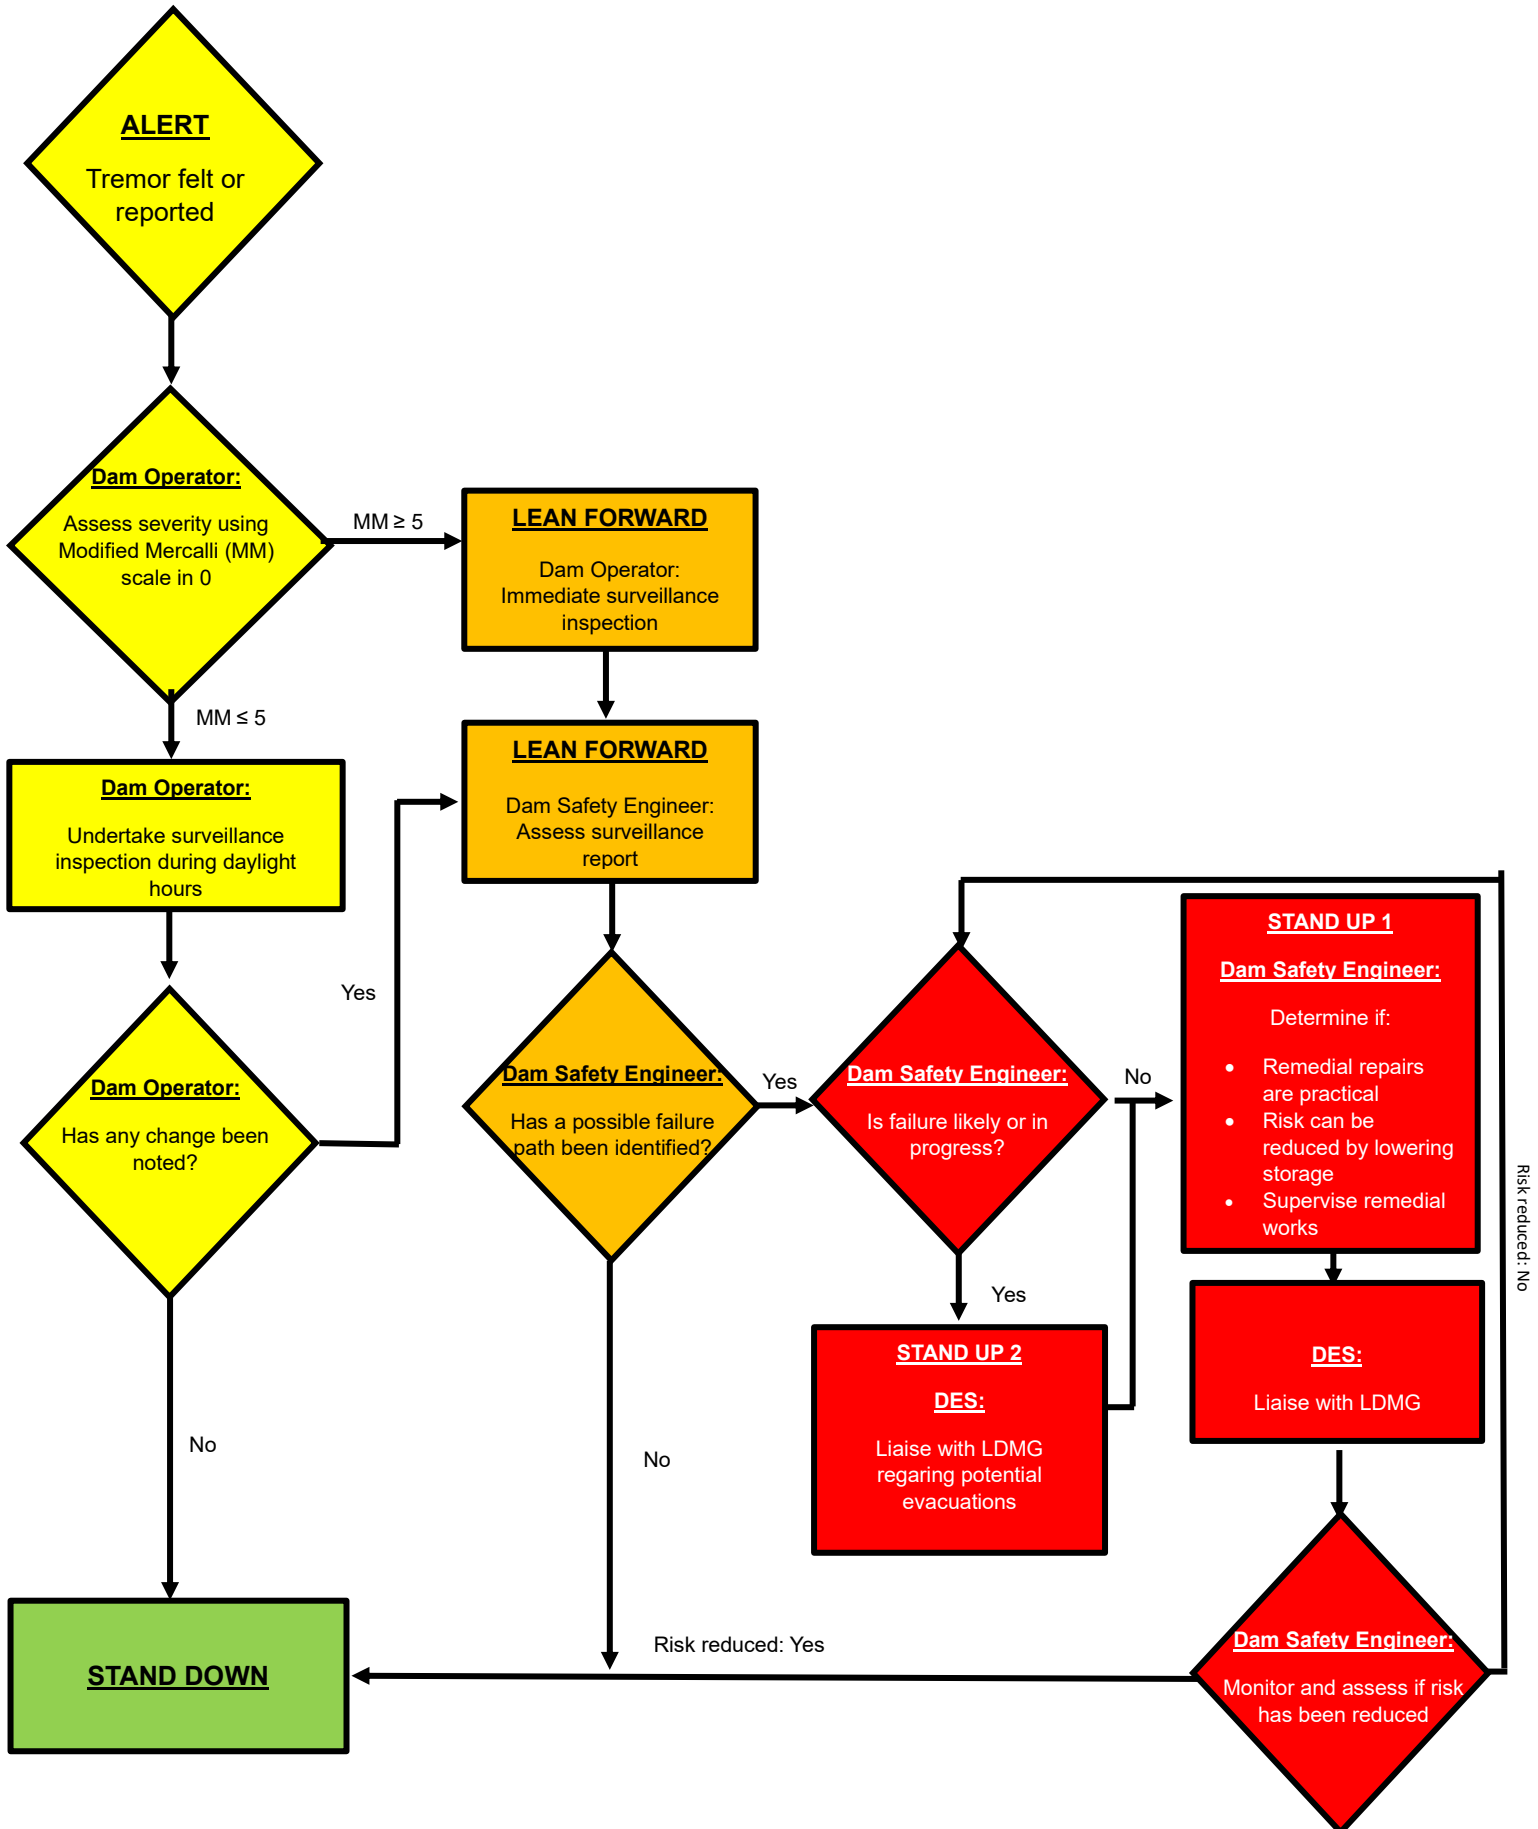 ALERT
Tremor felt or
reported
Dam Operator:
Assess severity using
Modified Mercalli (MM)
scale in 0
MM ≥ 5
LEAN FORWARD
Dam Operator:
Immediate surveillance
inspection
MM ≤ 5
LEAN FORWARD
Dam Safety Engineer:
Assess surveillance
report
Dam Operator:
Undertake surveillance
inspection during daylight
hours
Yes
Dam Operator:
Has any change been
noted?
No
Dam Safety Engineer:
Has a possible failure
path been identified?
Yes
No
Dam Safety Engineer:
Is failure likely or in
progress?
No
Yes
STAND UP 1
Dam Safety Engineer:
Determine if:
• Remedial repairs
are practical
• Risk can be
reduced by lowering
storage
• Supervise remedial
works
Risk reduced: No
STAND UP 2
DES:
Liaise with LDMG
regaring potential
evacuations
DES:
Liaise with LDMG
Dam Safety Engineer:
Monitor and assess if risk
has been reduced
Risk reduced: Yes
STAND DOWN